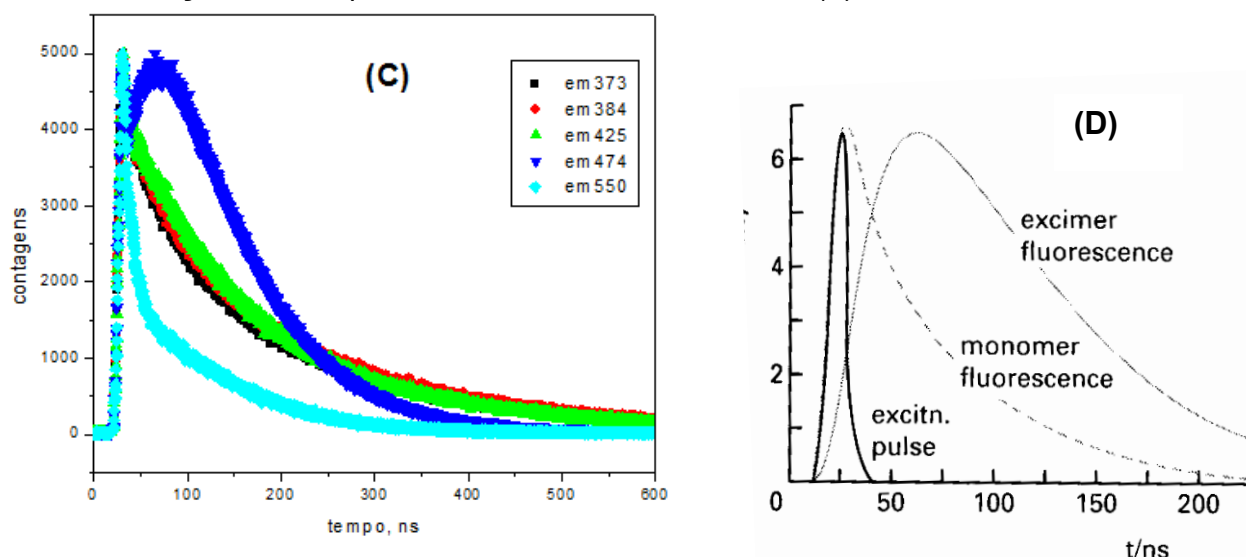 (C)
contagens
5000
4000
3000
2000
1000
0
em 373
em 384
em 425
em 474
em 550
0
100
200
300
400
500
600
tempo, ns
(D)
6
4
2
0
50
100
150
200
t/ns
excimer
fluorescence
monomer
fluorescence
excitn.
pulse